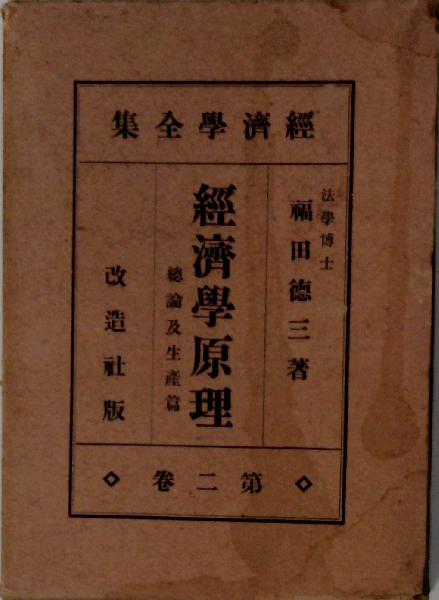 經濟學全集
法學博士
福田德三著
經濟學原理
總論及生產篇
改造社版
◇第二卷◇